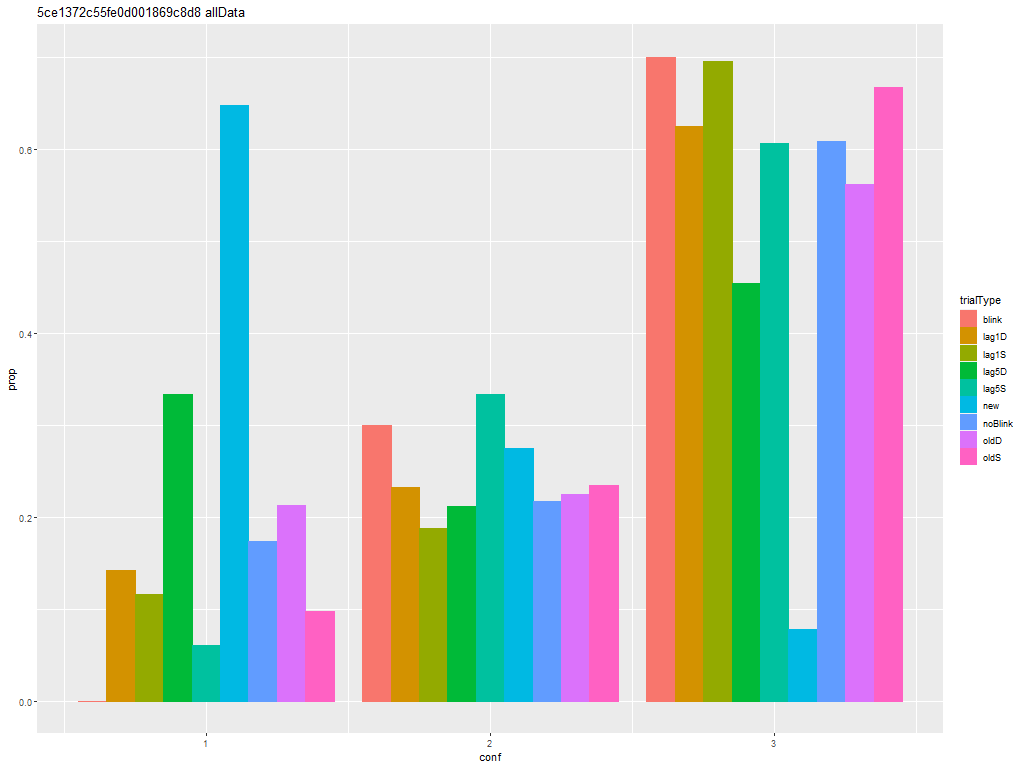 5ce1372c55fe0d001869c8d8 allData
prop
0.6
0.4
0.2
0.0
1
2
3
conf
trialType
blink
lag1D
lag1S
lag5D
lag5S
new
noBlink
oldD
oldS